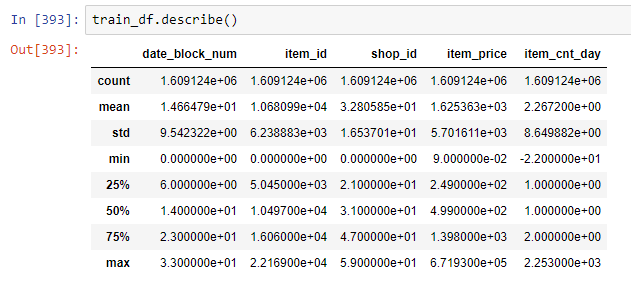 In [393]: train_df.describe()
Out[393]:
date_block_num item_id shop_id item_price item_cnt_day
count 1.609124e+06 1.609124e+06 1.609124e+06 1.609124e+06 1.609124e+06
mean 1.466479e+01 1.068099e+04 3.280585e+01 1.625363e+03 2.267200e+00
std 9.542322e+00 6.238883e+03 1.653701e+01 5.701611e+03 8.649882e+00
min 0.000000e+00 0.000000e+00 0.000000e+00 9.000000e-02 -2.200000e+01
25% 6.000000e+00 5.045000e+03 2.100000e+01 2.490000e+02 1.000000e+00
50% 1.400000e+01 1.049700e+04 3.100000e+01 4.990000e+02 1.000000e+00
75% 2.300000e+01 1.606000e+04 4.700000e+01 1.398000e+03 2.000000e+00
max 3.300000e+01 2.216900e+04 5.900000e+01 6.719300e+05 2.253000e+03